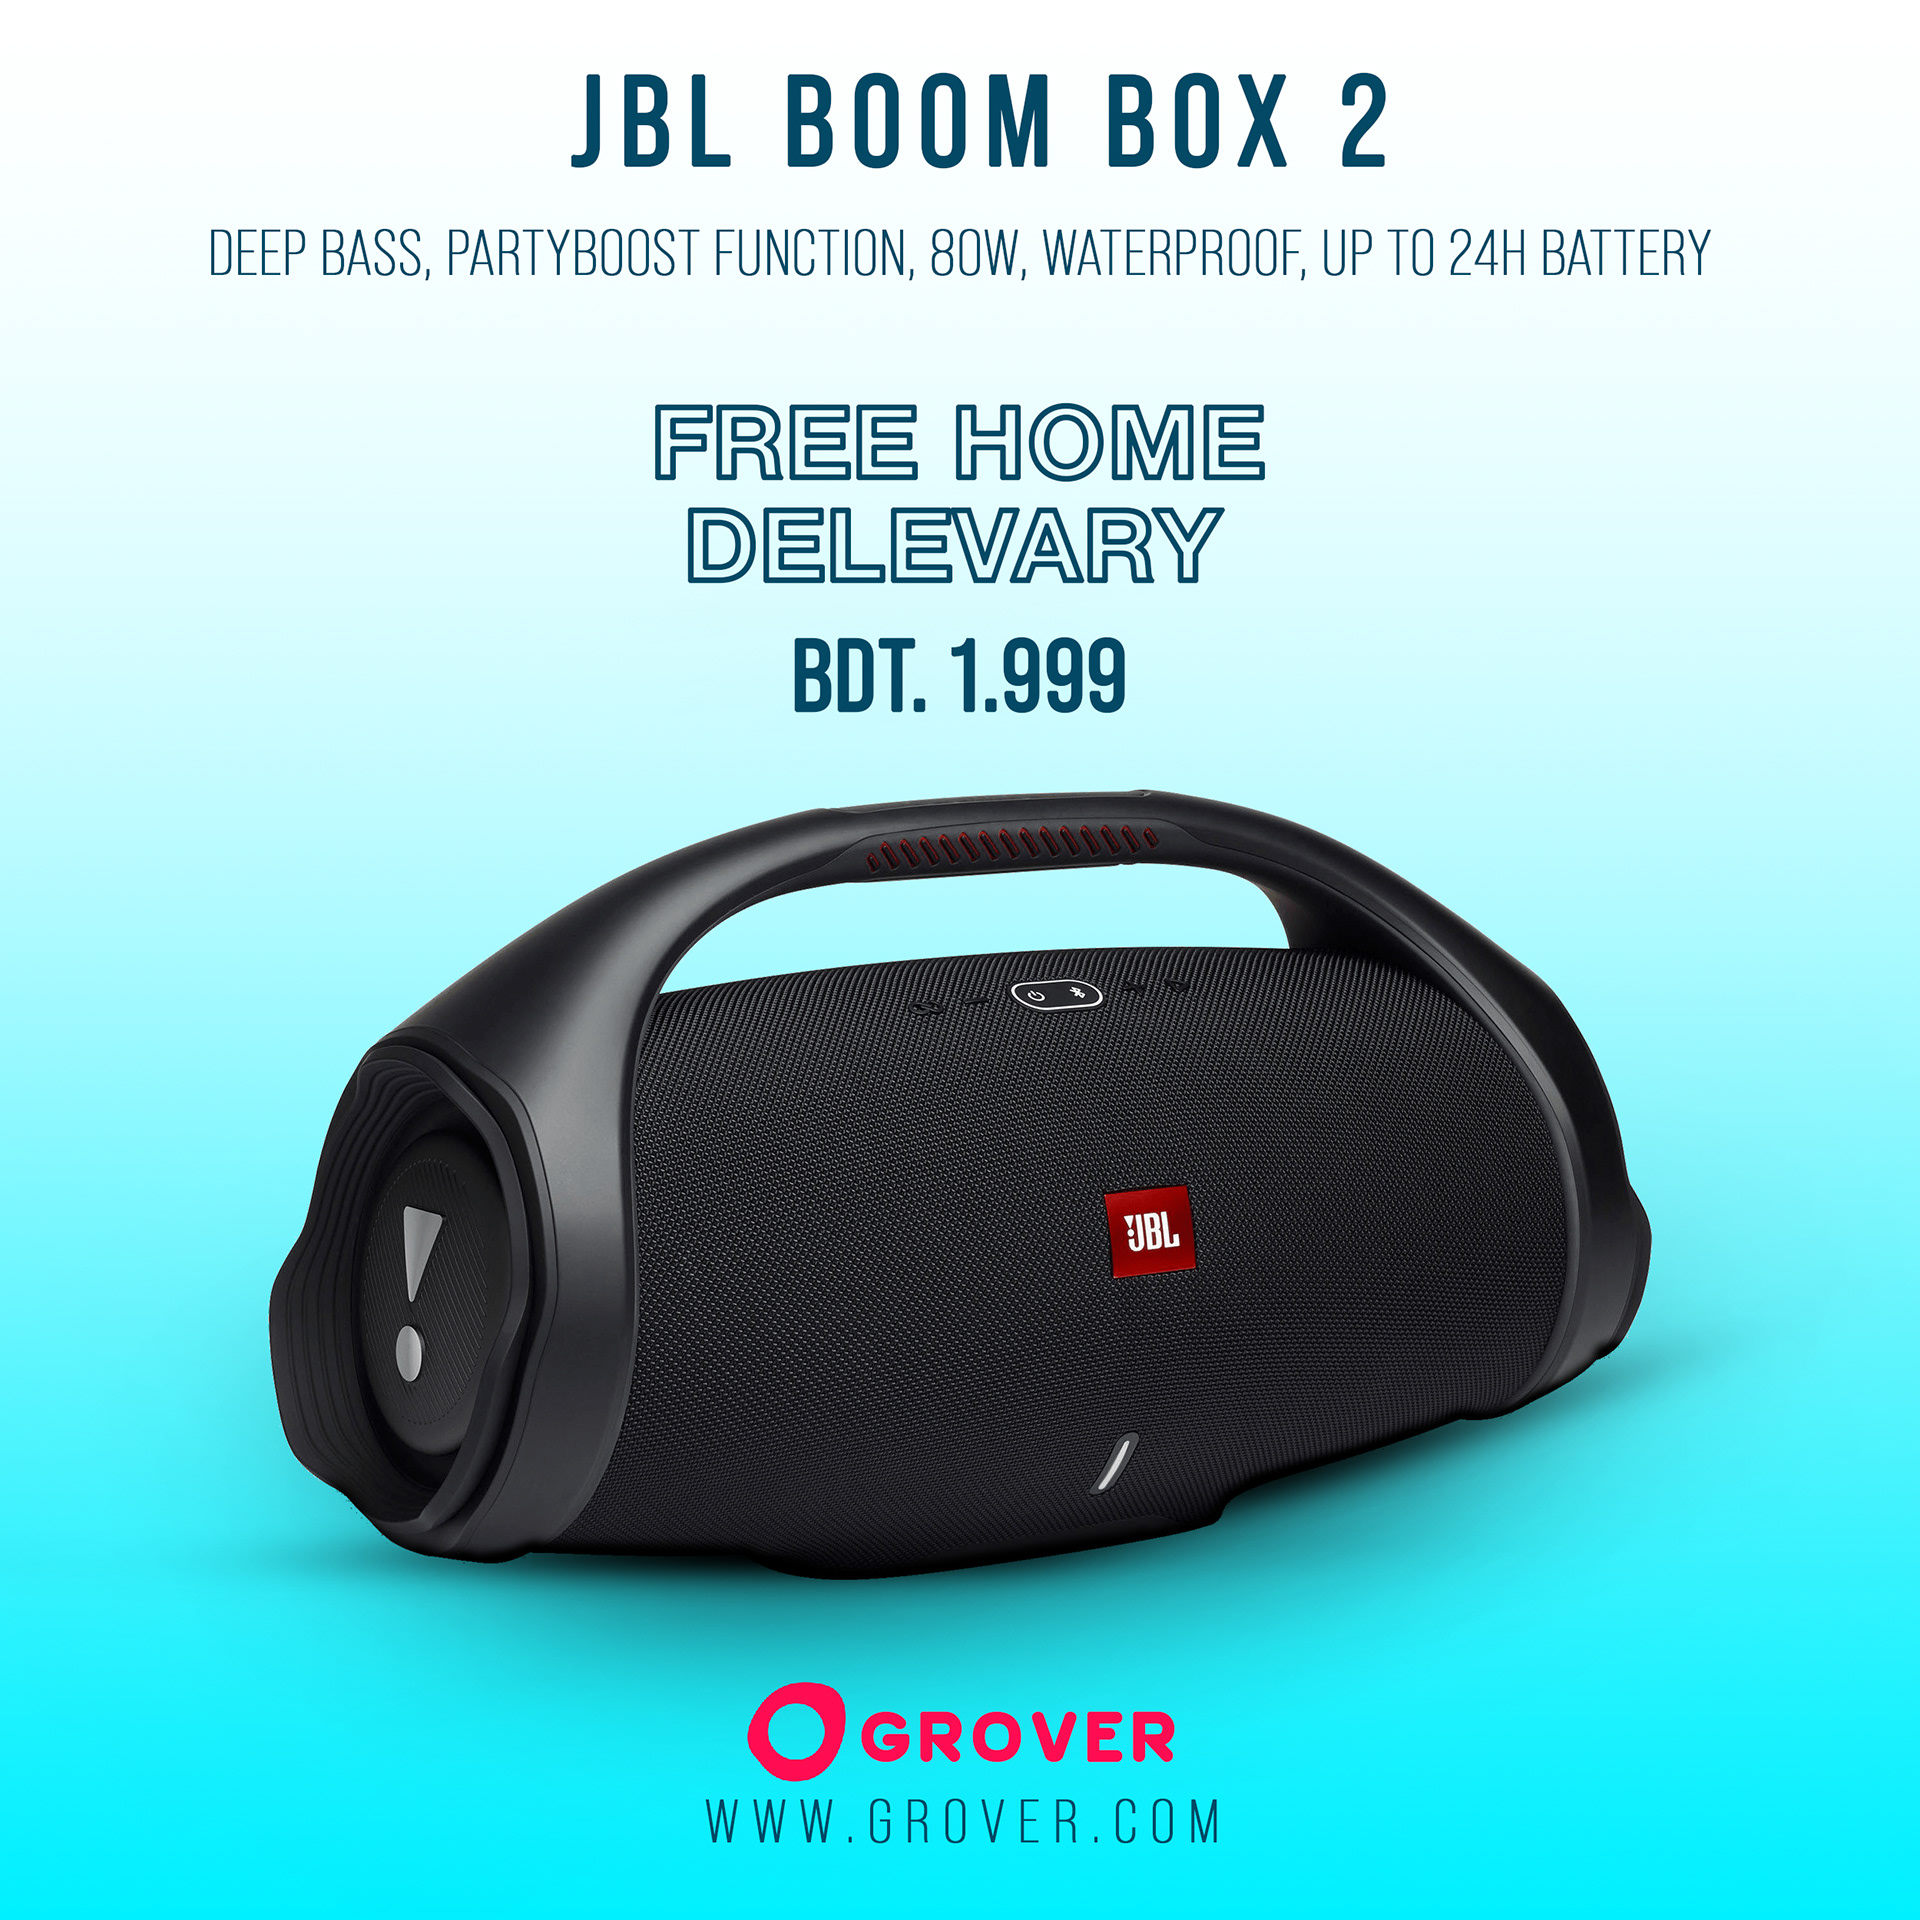 JBL BOOM BOX 2
DEEP BASS, PARTYBOOST FUNCTION, 80W, WATERPROOF, UP TO 24H BATTERY
FREE HOME
DELEVARY
BDT. 1.999
JBL
GROVER
WWW.GROVER.COM